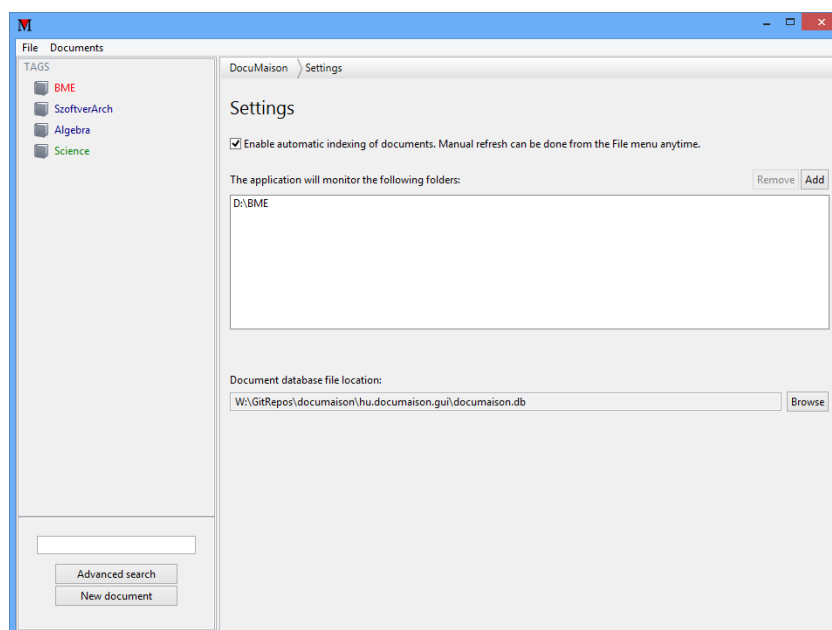 M
File Documents
TAGS
BME
SzoftverArch
Algebra
Science
Advanced search
New document
DocuMaison Settings
Settings
Enable automatic indexing of documents. Manual refresh can be done from the File menu anytime.
The application will monitor the following folders: Remove Add
D:\BME
Document database file location:
W:\GitRepos\documaison\hu.documaison.gui\documaison.db Browse